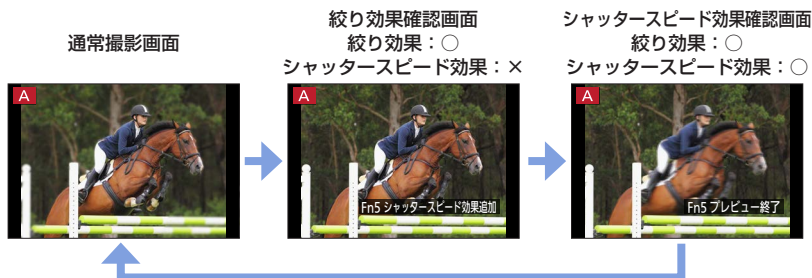 通常撮影画面
絞り効果確認画面
絞り効果：○
シャッタースピード効果：×
シャッタースピード効果確認画面
絞り効果：○
シャッタースピード効果：○
A
A
Fn5 シャッタースピード効果追加
A
Fn5 プレビュー終了